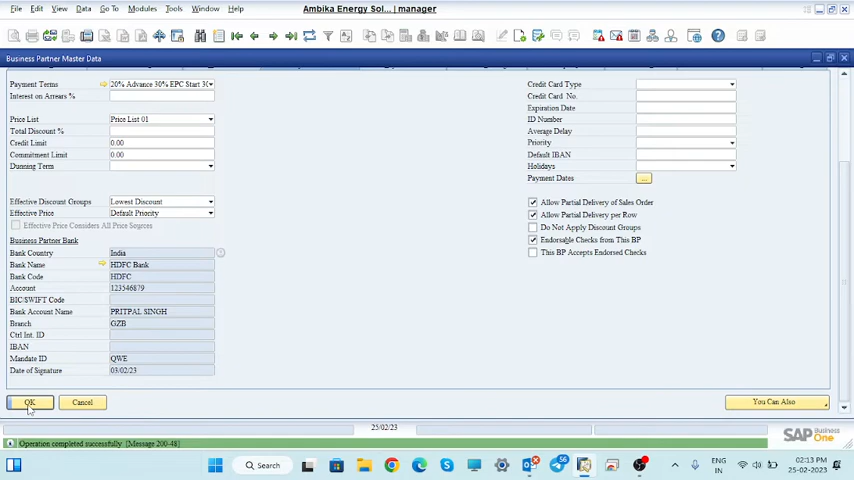 File Edit View Data Go To Modules Tools Window Help
Ambika Energy Sol... | manager
Business Partner Master Data
Payment Terms 20% Advance 30% EPC Start 30
Interest on Arrears %
Price List Price List 01
Total Discount %
Credit Limit 0.00
Commitment Limit 0.00
Dunning Term
Effective Discount Groups Lowest Discount
Effective Price Default Priority
Effective Price Considers All Price Sources
Business Partner Bank
Bank Country India
Bank Name HDFC Bank
Bank Code HDFC
Account 123546879
BIC/SWIFT Code
Bank Account Name PRITPAL SINGH
Branch GZB
Ctrl Int. ID
IBAN
Mandate ID QWE
Date of Signature 03/02/23
Credit Card Type
Credit Card No.
Expiration Date
ID Number
Average Delay
Priority
Default IBAN
Holidays
Payment Dates ...
Allow Partial Delivery of Sales Order
Allow Partial Delivery per Row
Do Not Apply Discount Groups
Endorsable Checks from This BP
This BP Accepts Endorsed Checks
OK Cancel You Can Also
25/02/23
Operation completed successfully [Message 200-48]
SAP Business One
Search
56
ENG
IN
02:13 PM
25-02-2023